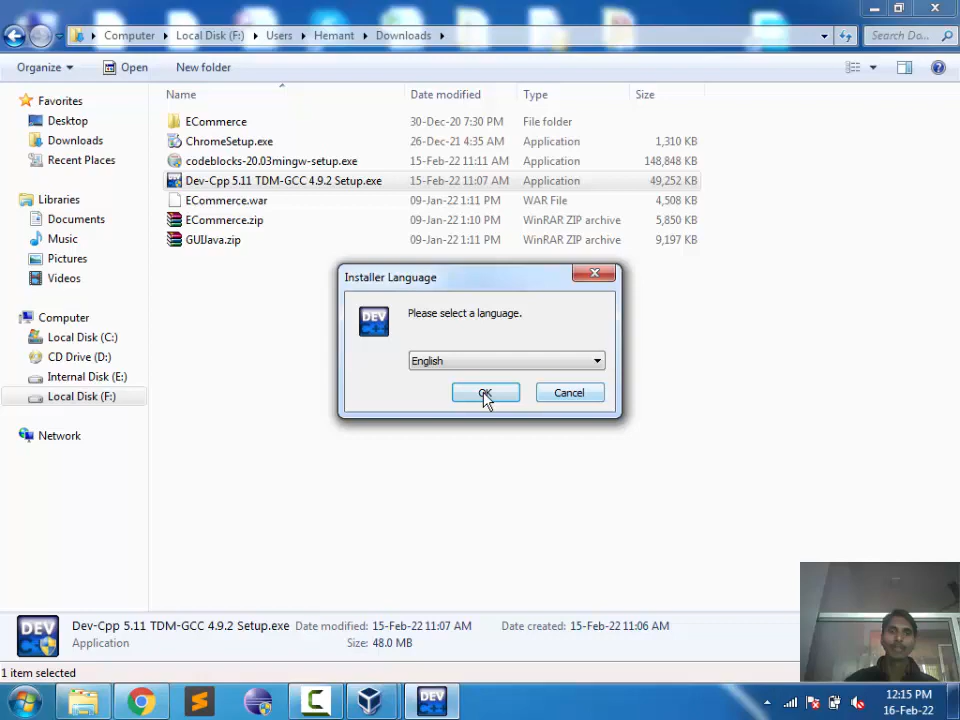 Computer Local Disk (F:) Users Hemant Downloads Search Do...
Organize Open New folder
Name Date modified Type Size
Favorites
Desktop
Downloads
Recent Places
Libraries
Documents
Music
Pictures
Videos
Computer
Local Disk (C:)
CD Drive (D:)
Internal Disk (E:)
Local Disk (F:)
Network
ECommerce 30-Dec-20 7:30 PM File folder
ChromeSetup.exe 26-Dec-21 4:35 AM Application 1,310 KB
codeblocks-20.03mingw-setup.exe 15-Feb-22 11:11 AM Application 148,848 KB
Dev-Cpp 5.11 TDM-GCC 4.9.2 Setup.exe 15-Feb-22 11:07 AM Application 49,252 KB
ECommerce.war 09-Jan-22 1:11 PM WAR File 4,508 KB
ECommerce.zip 09-Jan-22 1:10 PM WinRAR ZIP archive 5,850 KB
GUIJava.zip 09-Jan-22 1:11 PM WinRAR ZIP archive 9,197 KB
Installer Language
DEV C++
Please select a language.
English
OK Cancel
DEV
Dev-Cpp 5.11 TDM-GCC 4.9.2 Setup.exe Date modified: 15-Feb-22 11:07 AM Date created: 15-Feb-22 11:06 AM
Application Size: 48.0 MB
1 item selected
DEV
12:15 PM
16-Feb-22